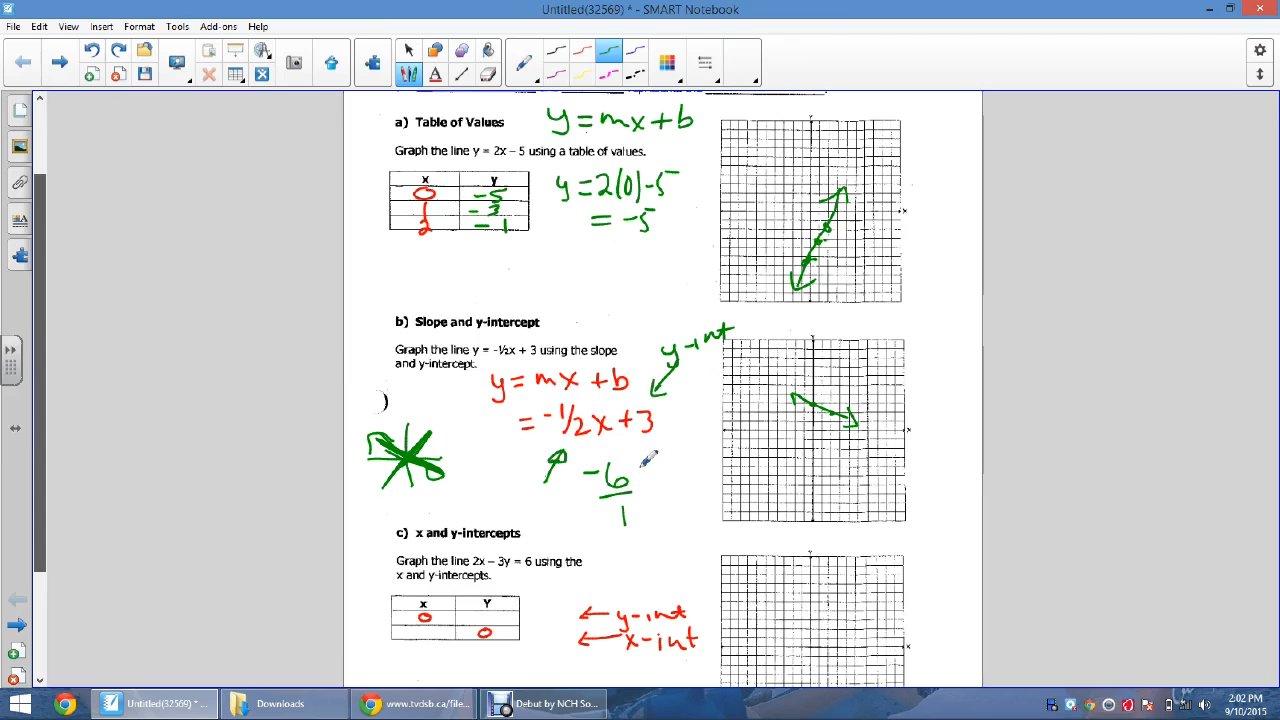 Untitled(32569) * - SMART Notebook
File Edit View Insert Format Tools Add-ons Help
a) Table of Values
y = mx + b
Graph the line y = 2x – 5 using a table of values.
x y
0 -5
1 -3
2 -1
y = 2(0) - 5
= -5
Y
x
b) Slope and y-intercept
Graph the line y = -½x + 3 using the slope
and y-intercept.
y-int
y = mx + b
= -1/2x + 3
-6
1
Y
x
c) x and y-intercepts
Graph the line 2x – 3y = 6 using the
x and y-intercepts.
x Y
0
0
← y-int
← x-int
Y
x
Untitled(32569) * ...
Downloads
www.tvdsb.ca/file...
Debut by NCH So...
2:02 PM
9/10/2015